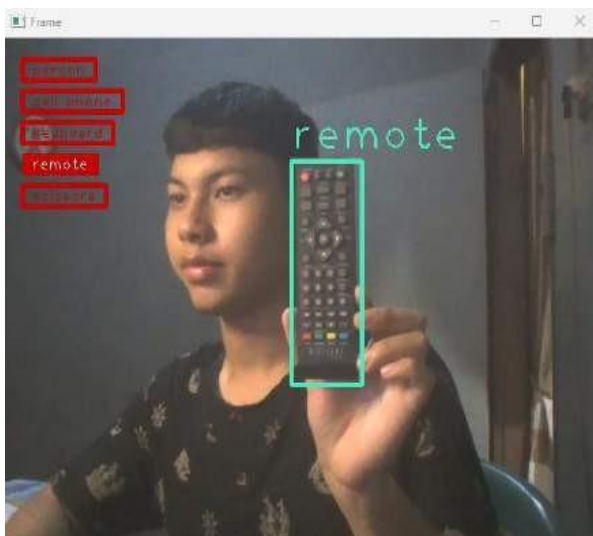 Frame
person
cell phone
keyboard
remote
scissors
remote